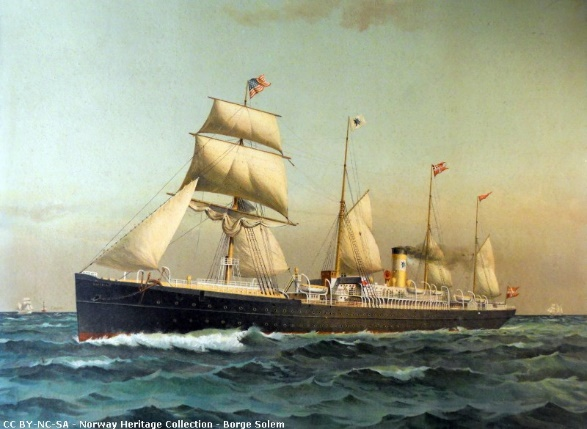 CC BY-NC-SA - Norway Heritage Collection - Borge Solem